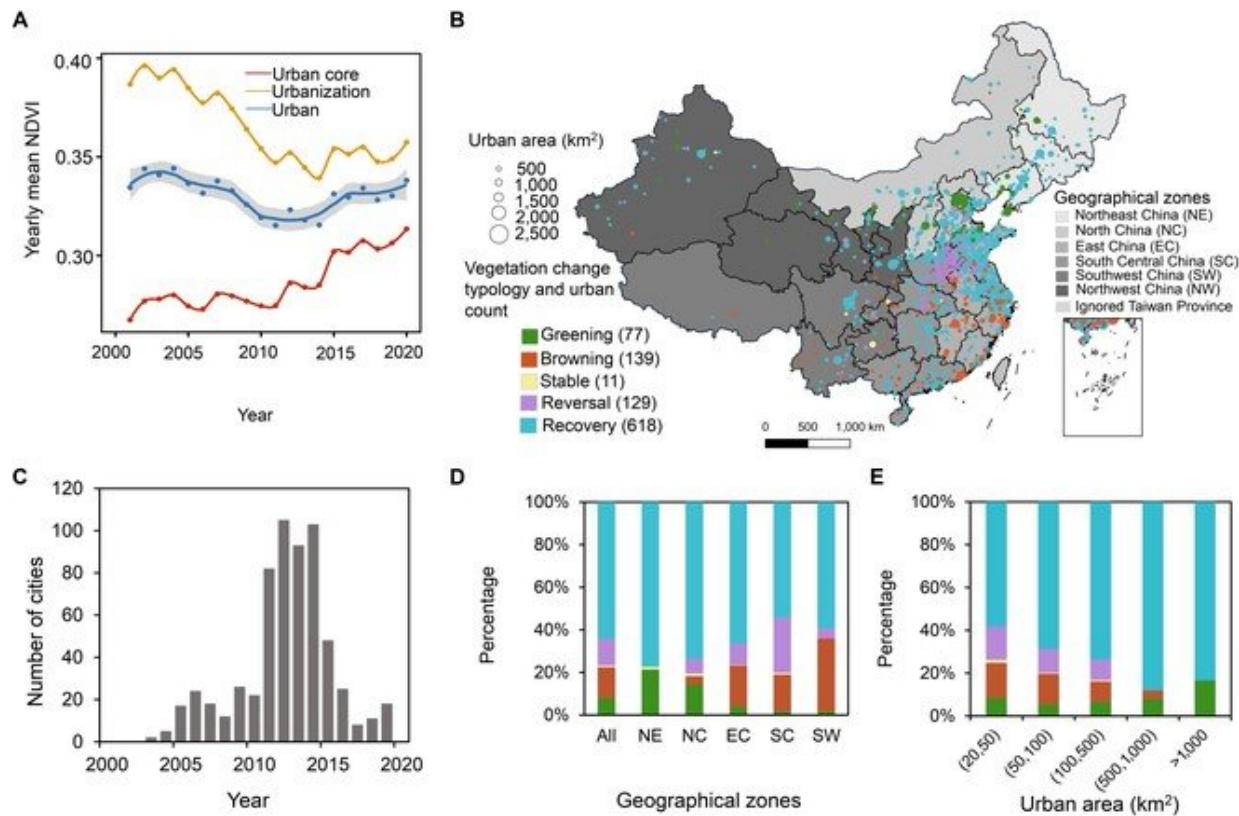 A
0.40
0.35
0.30
Yearly mean NDVI
Urban core
Urbanization
Urban
2000 2005 2010 2015 2020
Year
B
Urban area (km²)
500
1,000
1,500
2,000
2,500
Vegetation change
typology and urban
count
Greening (77)
Browning (139)
Stable (11)
Reversal (129)
Recovery (618)
0 500 1,000 km
Geographical zones
Northeast China (NE)
North China (NC)
East China (EC)
South Central China (SC)
Southwest China (SW)
Northwest China (NW)
Ignored Taiwan Province
C
120
100
80
60
40
20
0
Number of cities
2000 2005 2010 2015 2020
Year
D
100%
80%
60%
40%
20%
0%
Percentage
All NE NC EC SC SW
Geographical zones
E
100%
80%
60%
40%
20%
0%
Percentage
(20,50) (50,100) (100,500) (500,1,000) >1,000
Urban area (km²)